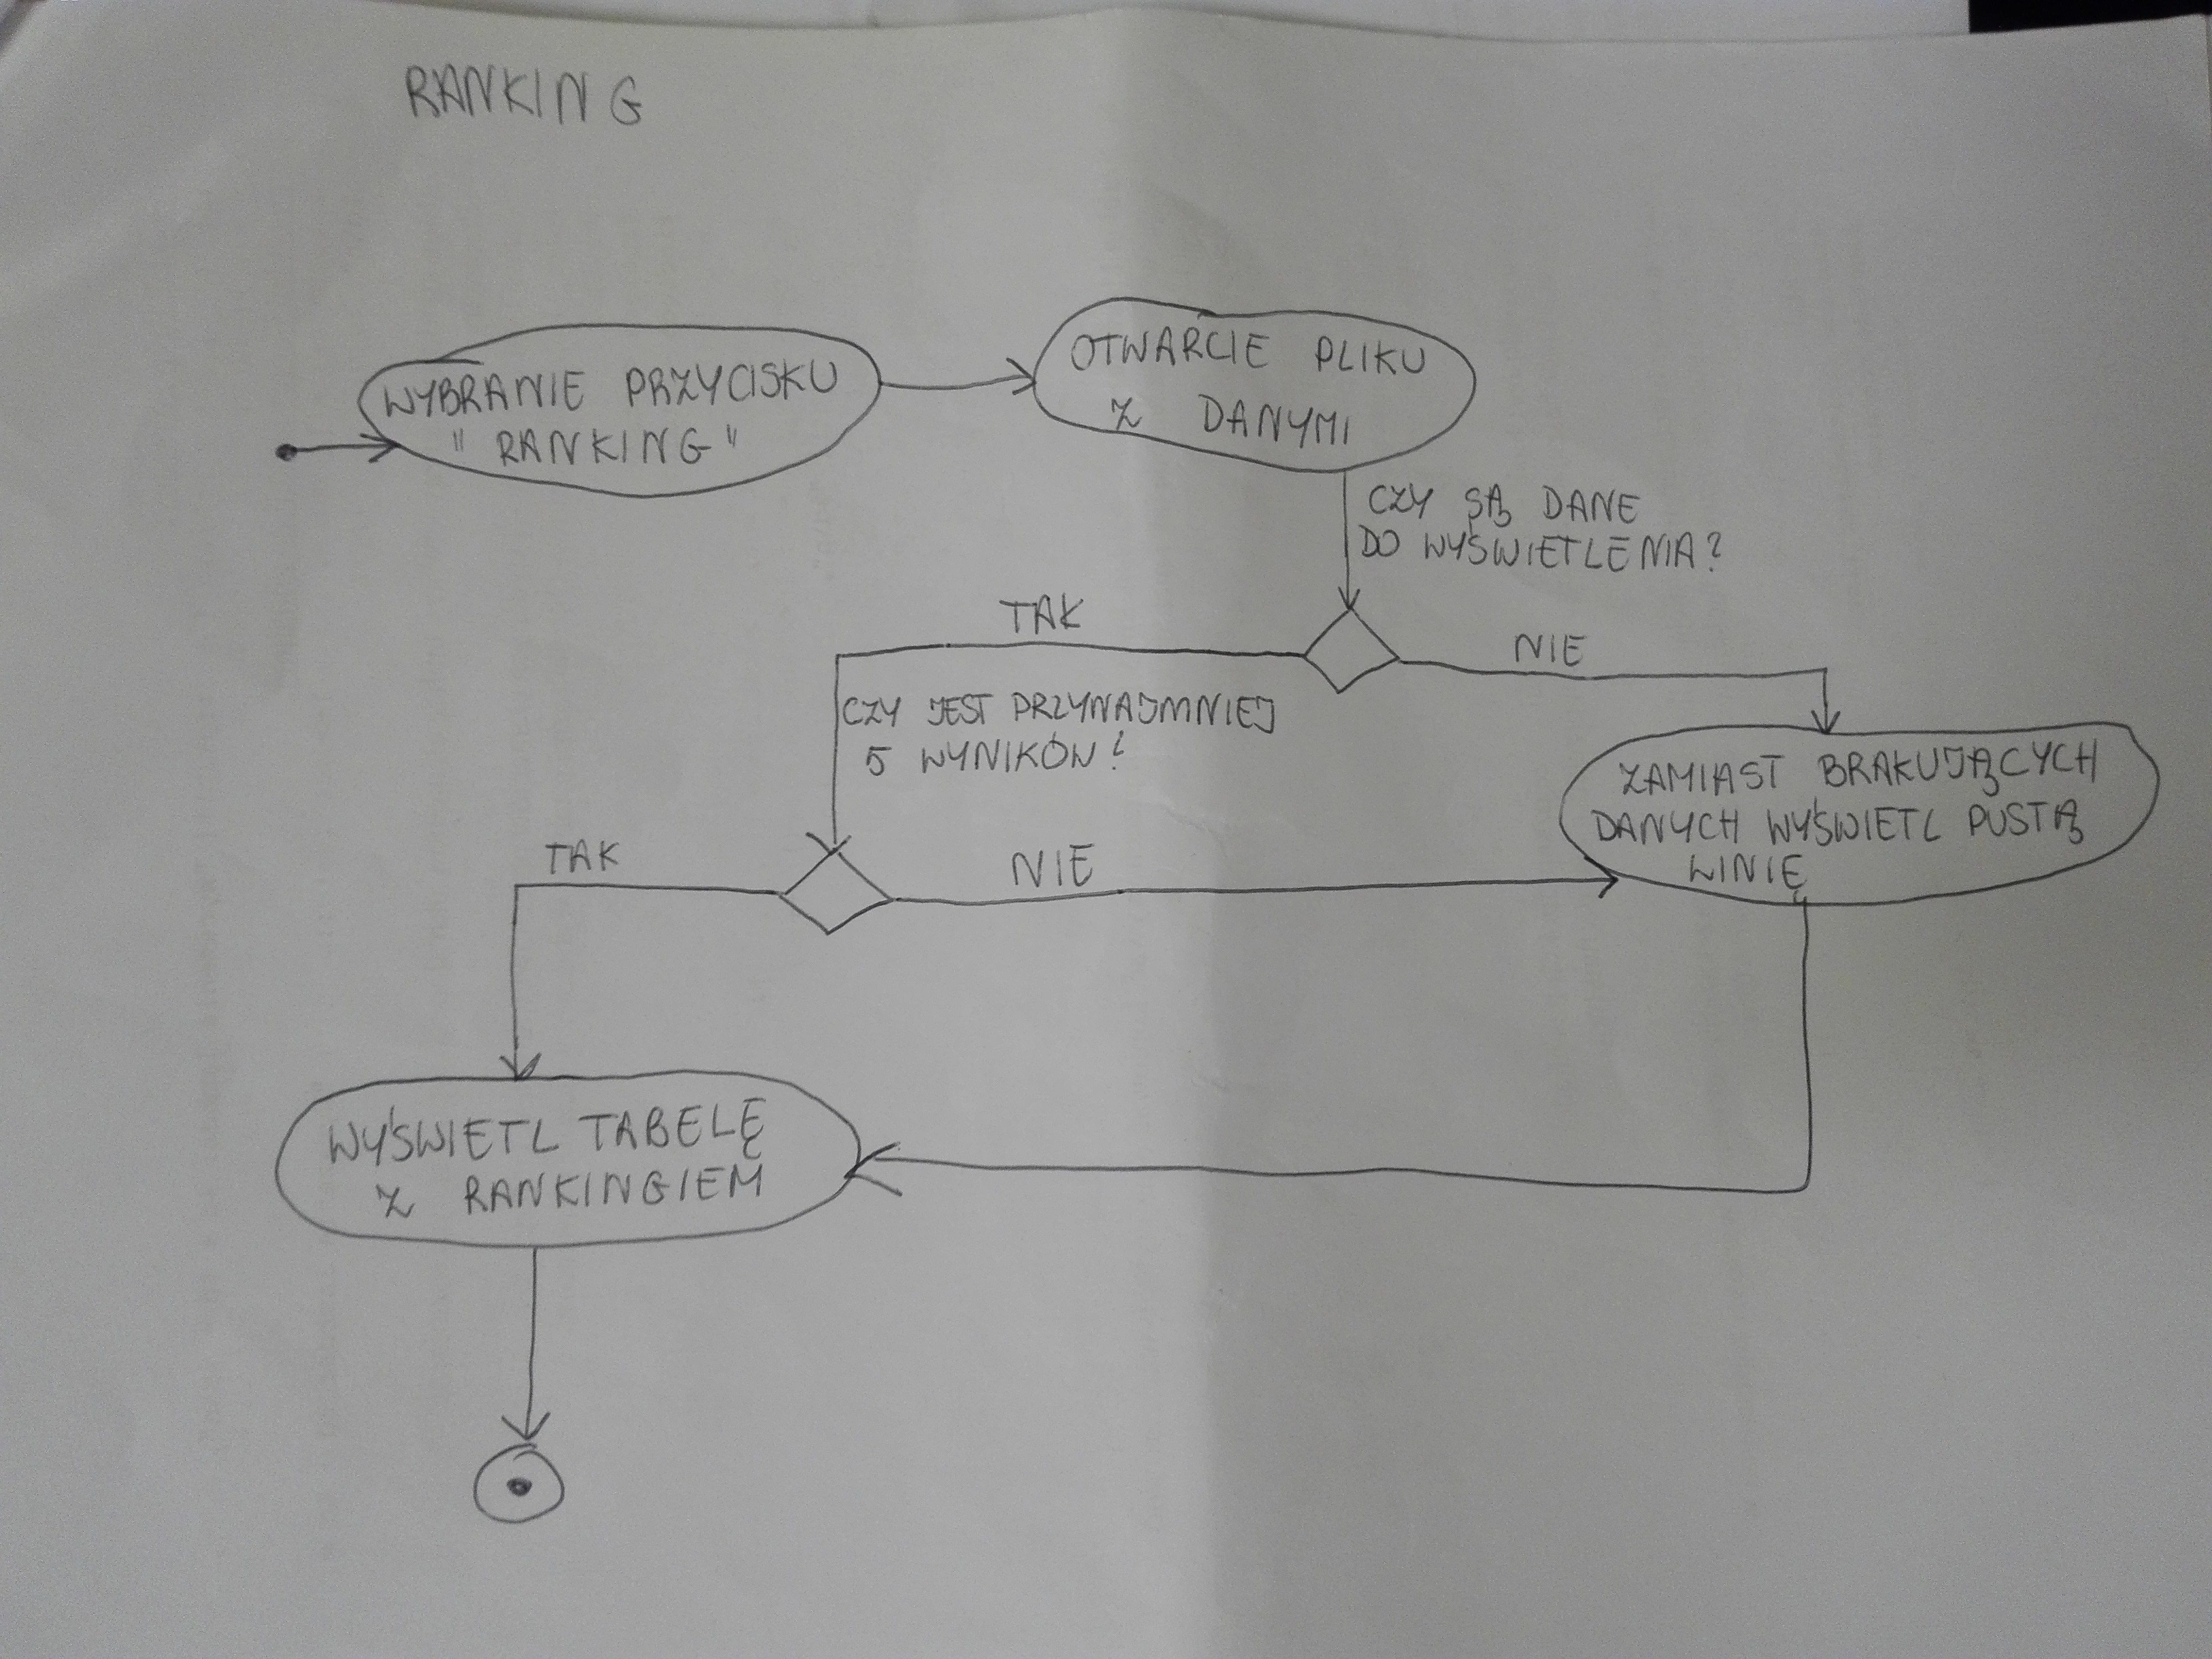 RANKING
WYBRANIE PRZYCISKU
" RANKING "
OTWARCIE PLIKU
Z DANYMI
CZY SĄ DANE
DO WYŚWIETLENIA?
TAK
NIE
CZY JEST PRZYNAJMNIEJ
5 WYNIKÓW?
ZAMIAST BRAKUJĄCYCH
DANYCH WYŚWIETL PUSTĄ
LINIĘ
TAK
NIE
WYŚWIETL TABELĘ
Z RANKINGIEM